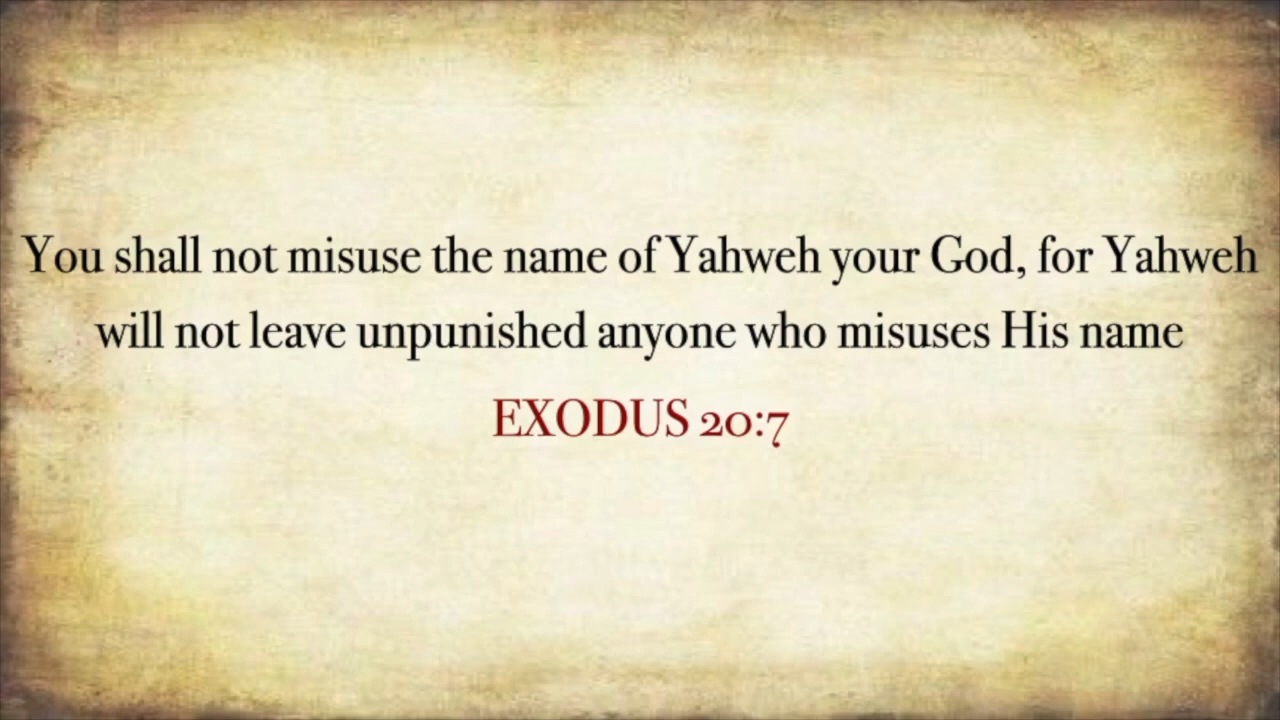 You shall not misuse the name of Yahweh your God, for Yahweh
will not leave unpunished anyone who misuses His name
EXODUS 20:7